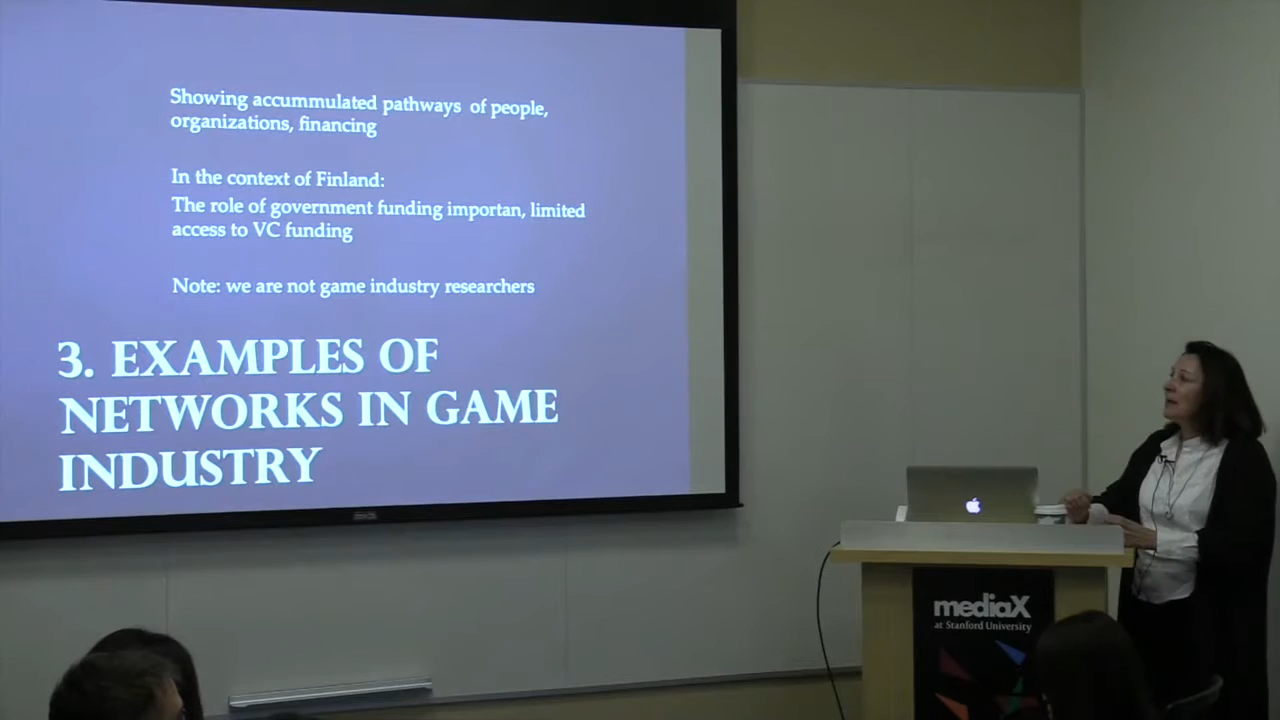 Showing accummulated pathways of people,
organizations, financing
In the context of Finland:
The role of government funding importan, limited
access to VC funding
Note: we are not game industry researchers
3. EXAMPLES OF
NETWORKS IN GAME
INDUSTRY
mediaX
at Stanford University